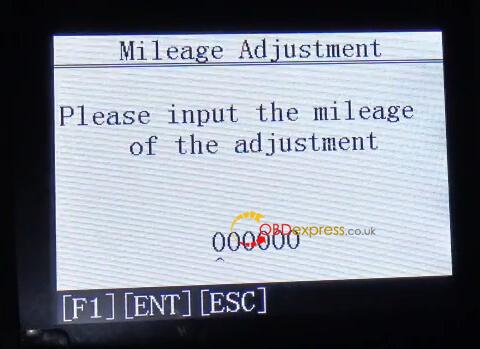 Mileage Adjustment
Please input the mileage
of the adjustment
OBDexpress.co.uk
000000
[F1][ENT][ESC]